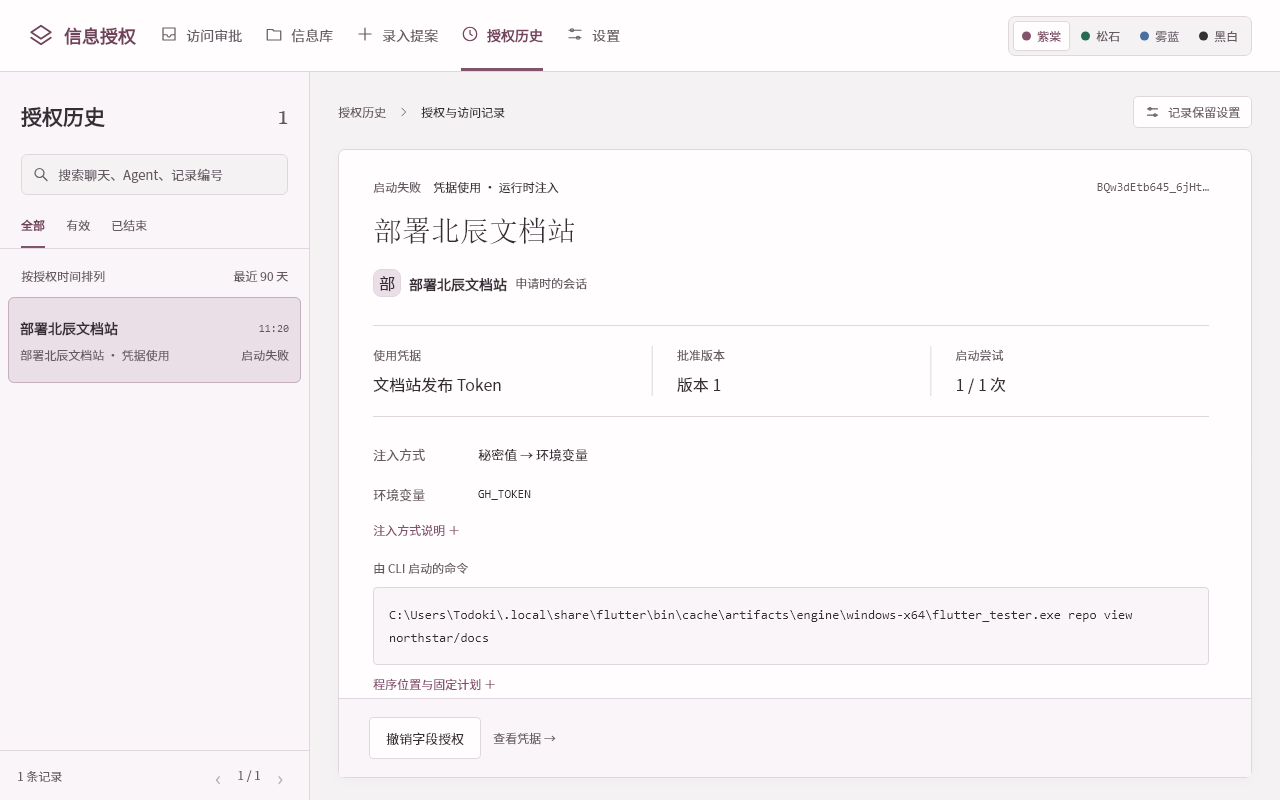 信息授权
访问审批
信息库
录入提案
授权历史
设置
紫棠
松石
雾蓝
黑白
授权历史
1
搜索聊天、Agent、记录编号
全部
有效
已结束
按授权时间排列
最近 90 天
部署北辰文档站
11:20
部署北辰文档站 · 凭据使用
启动失败
1 条记录
1 / 1
授权历史
授权与访问记录
记录保留设置
启动失败
凭据使用 · 运行时注入
BQw3dEtb645_6jHt…
部署北辰文档站
部
部署北辰文档站
申请时的会话
使用凭据
文档站发布 Token
批准版本
版本 1
启动尝试
1 / 1 次
注入方式
秘密值 → 环境变量
环境变量
GH_TOKEN
注入方式说明 +
由 CLI 启动的命令
C:\Users\Todoki\.local\share\flutter\bin\cache\artifacts\engine\windows-x64\flutter_tester.exe repo view
northstar/docs
程序位置与固定计划 +
撤销字段授权
查看凭据 →